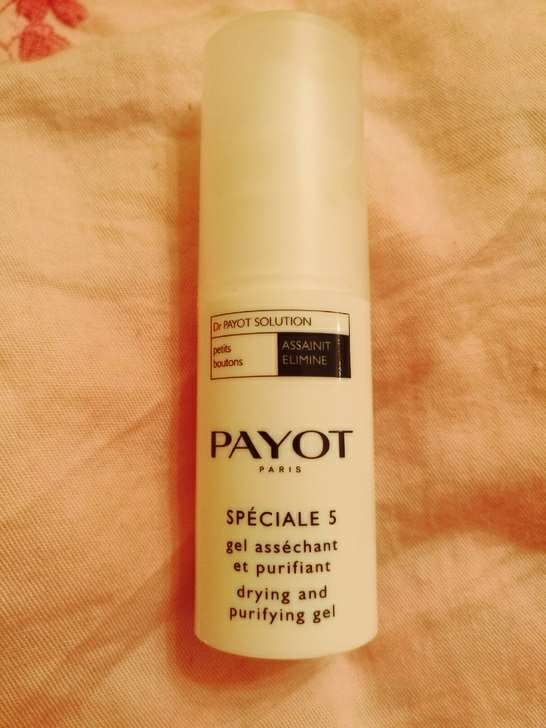 Dr PAYOT SOLUTION
petits
boutons
ASSAINIT
ELIMINE
PAYOT
PARIS
SPÉCIALE 5
gel asséchant
et purifiant
drying and
purifying gel